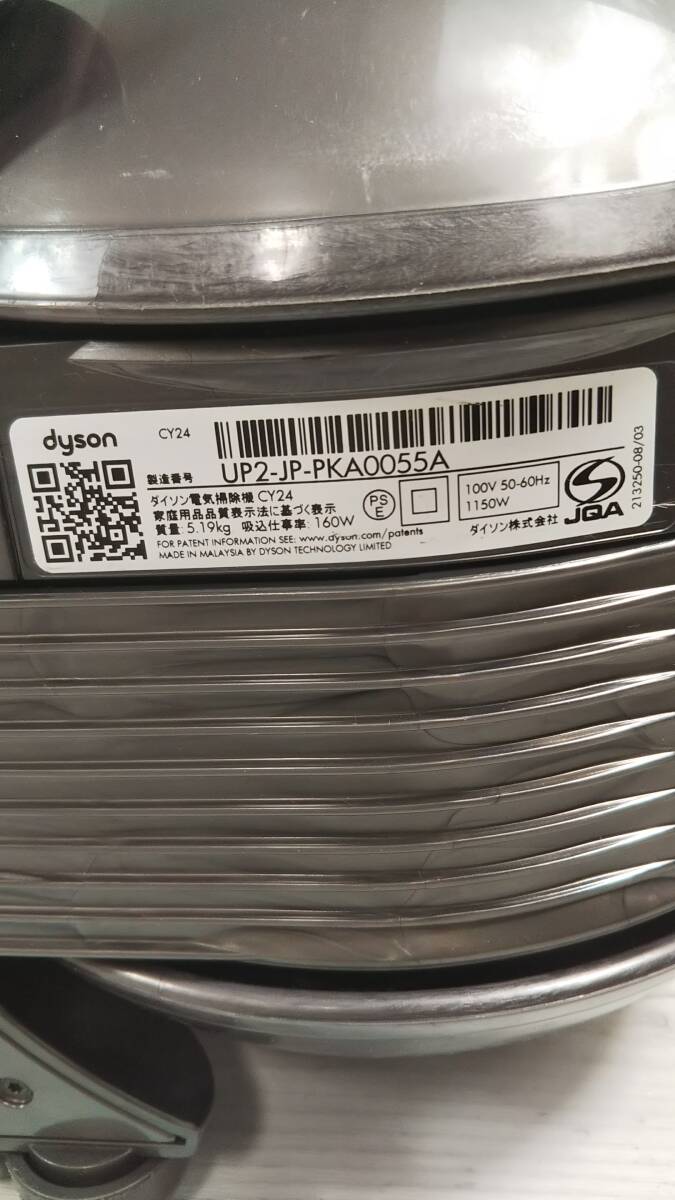 dyson
CY24
製造番号 UP2-JP-PKA0055A
ダイソン電気掃除機 CY24
家庭用品品質表示法に基づく表示
質量: 5.19kg 吸込仕事率: 160W
FOR PATENT INFORMATION SEE: www.dyson.com/patents
MADE IN MALAYSIA BY DYSON TECHNOLOGY LIMITED
PS
E
100V 50-60Hz
1150W
ダイソン株式会社
JQA
213250-08/03